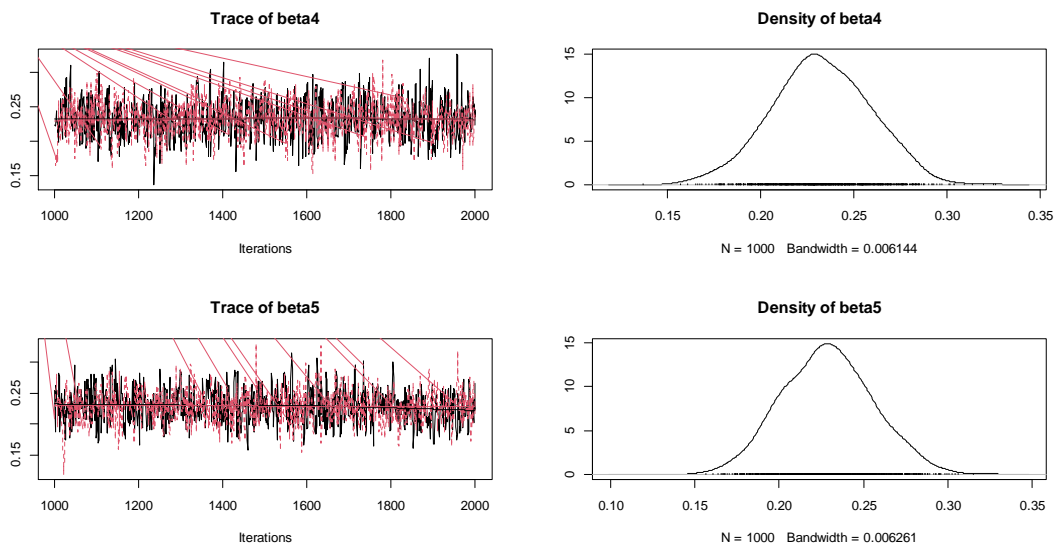 Trace of beta4
0.25
0.15
1000 1200 1400 1600 1800 2000
Iterations
Density of beta4
15
10
5
0
0.15 0.20 0.25 0.30 0.35
N = 1000 Bandwidth = 0.006144
Trace of beta5
0.25
0.15
1000 1200 1400 1600 1800 2000
Iterations
Density of beta5
15
10
5
0
0.10 0.15 0.20 0.25 0.30 0.35
N = 1000 Bandwidth = 0.006261